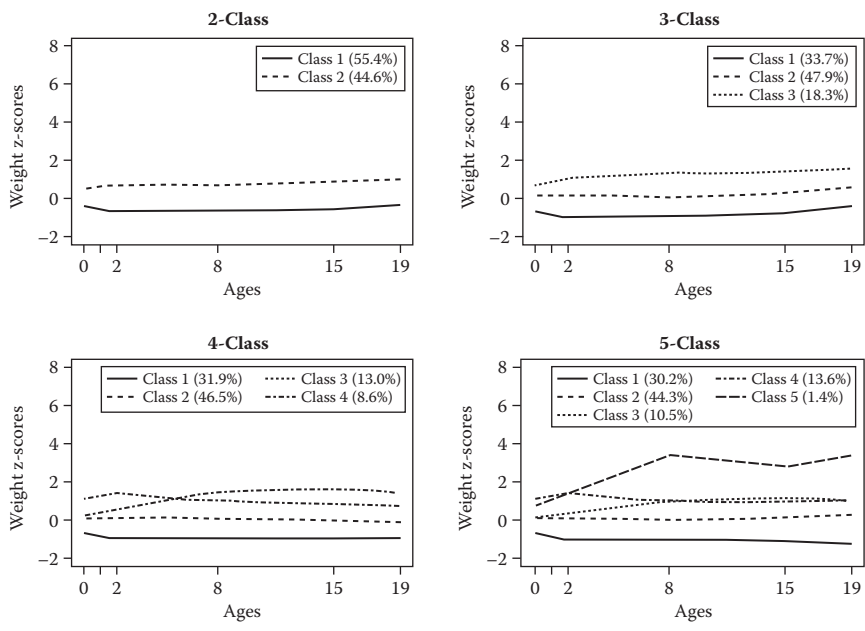 2-Class
8
6
4
2
0
−2
Weight z-scores
Class 1 (55.4%)
Class 2 (44.6%)
0 2 8 15 19
Ages
3-Class
8
6
4
2
0
−2
Weight z-scores
Class 1 (33.7%)
Class 2 (47.9%)
Class 3 (18.3%)
0 2 8 15 19
Ages
4-Class
8
6
4
2
0
−2
Weight z-scores
Class 1 (31.9%) Class 3 (13.0%)
Class 2 (46.5%) Class 4 (8.6%)
0 2 8 15 19
Ages
5-Class
8
6
4
2
0
−2
Weight z-scores
Class 1 (30.2%) Class 4 (13.6%)
Class 2 (44.3%) Class 5 (1.4%)
Class 3 (10.5%)
0 2 8 15 19
Ages